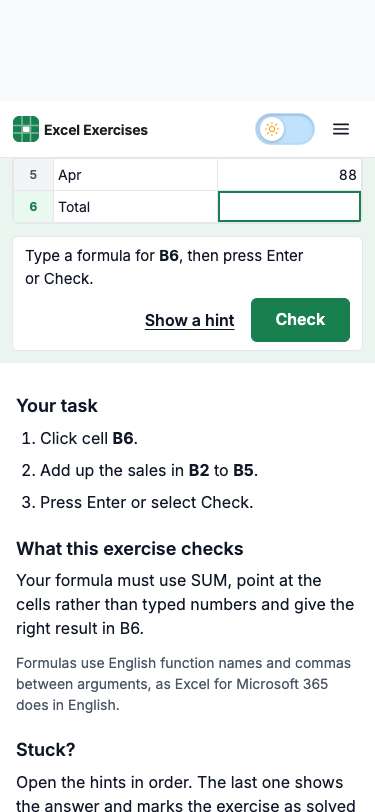 Excel Exercises
5 Apr 88
6 Total
Type a formula for B6, then press Enter
or Check.
Show a hint
Check
Your task
1. Click cell B6.
2. Add up the sales in B2 to B5.
3. Press Enter or select Check.
What this exercise checks
Your formula must use SUM, point at the
cells rather than typed numbers and give the
right result in B6.
Formulas use English function names and commas
between arguments, as Excel for Microsoft 365
does in English.
Stuck?
Open the hints in order. The last one shows
the answer and marks the exercise as solved